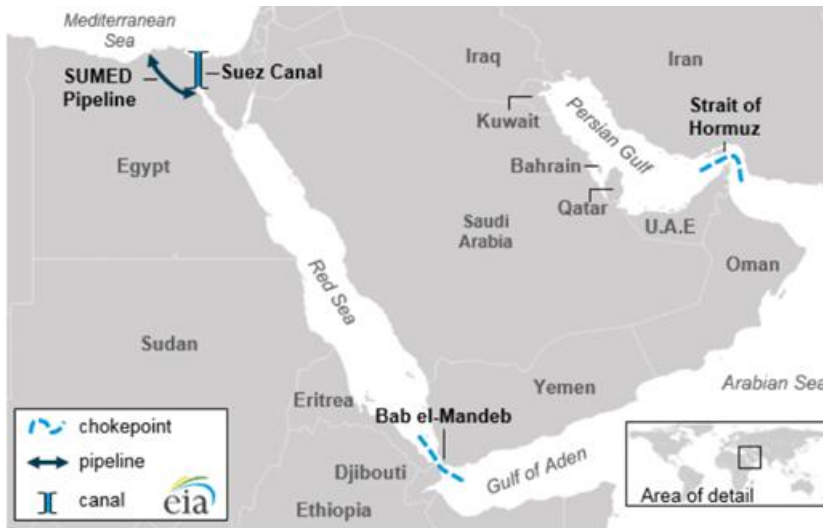 Mediterranean
Sea
SUMED
Pipeline
Suez Canal
Iraq
Iran
Kuwait
Persian Gulf
Strait of
Hormuz
Egypt
Bahrain
Qatar
Saudi
Arabia
U.A.E
Oman
Red Sea
Sudan
Eritrea
Yemen
Arabian Sea
Bab el-Mandeb
Djibouti
Gulf of Aden
Ethiopia
chokepoint
pipeline
canal
eia
Area of detail